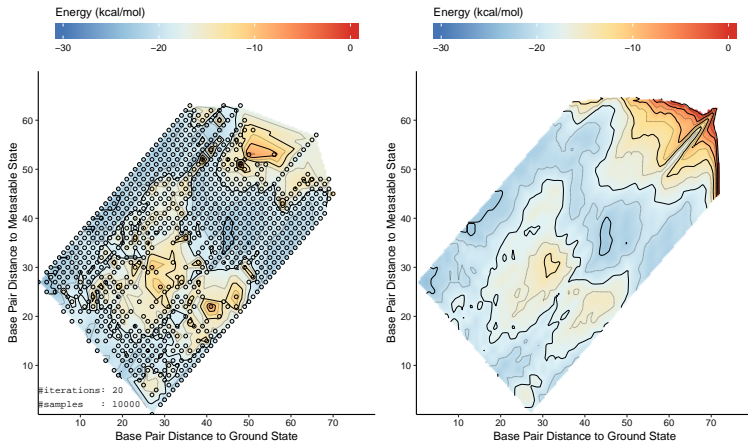 Energy (kcal/mol)
−30 −20 −10 0
Energy (kcal/mol)
−30 −20 −10 0
Base Pair Distance to Metastable State
60
50
40
30
20
10
#iterations: 20
#samples : 10000
10 20 30 40 50 60 70
Base Pair Distance to Ground State
Base Pair Distance to Metastable State
60
50
40
30
20
10
10 20 30 40 50 60 70
Base Pair Distance to Ground State